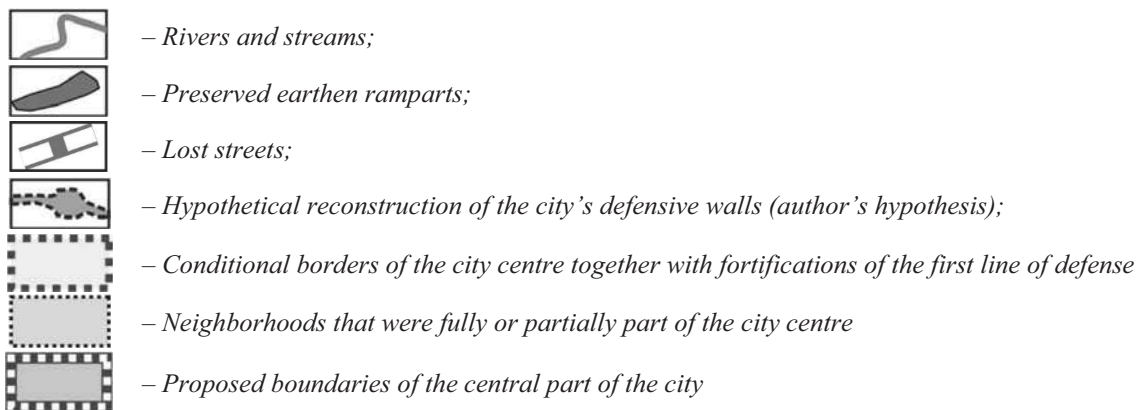 – Rivers and streams;
– Preserved earthen ramparts;
– Lost streets;
– Hypothetical reconstruction of the city’s defensive walls (author’s hypothesis);
– Conditional borders of the city centre together with fortifications of the first line of defense
– Neighborhoods that were fully or partially part of the city centre
– Proposed boundaries of the central part of the city